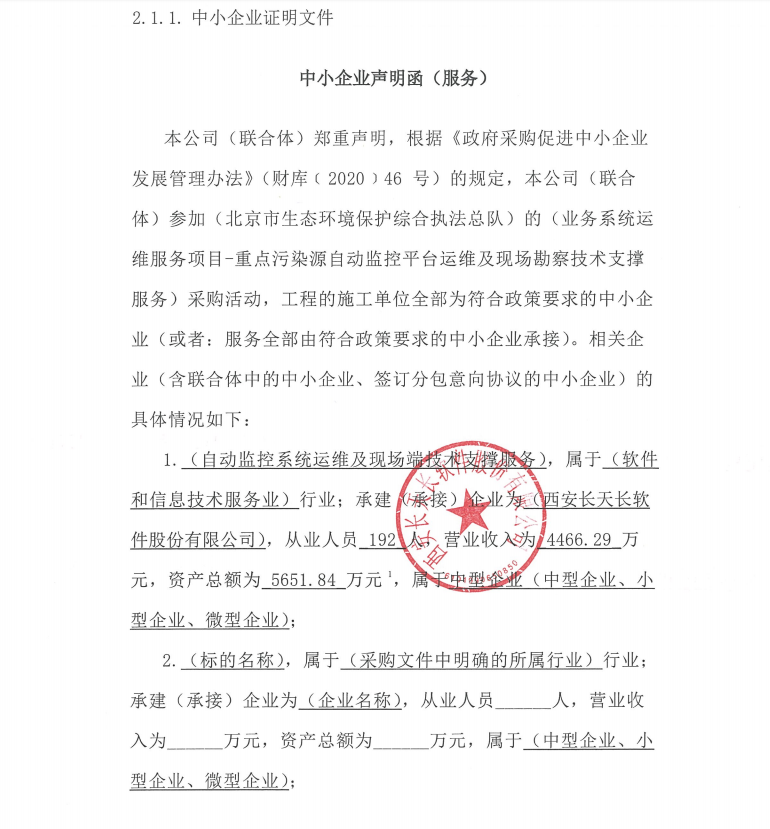 2.1.1. 中小企业证明文件
中小企业声明函（服务）
本公司（联合体）郑重声明，根据《政府采购促进中小企业
发展管理办法》（财库﹝2020﹞46 号）的规定，本公司（联合
体）参加（北京市生态环境保护综合执法总队）的（业务系统运
维服务项目-重点污染源自动监控平台运维及现场勘察技术支撑
服务）采购活动，工程的施工单位全部为符合政策要求的中小企
业（或者：服务全部由符合政策要求的中小企业承接）。相关企
业（含联合体中的中小企业、签订分包意向协议的中小企业）的
具体情况如下：
1. （自动监控系统运维及现场端技术支撑服务），属于（软件
和信息技术服务业）行业；承建（承接）企业为（西安长天长软
件股份有限公司），从业人员 192 人，营业收入为 4466.29 万
元，资产总额为 5651.84 万元¹，属于中型企业（中型企业、小
型企业、微型企业）；
2. （标的名称），属于（采购文件中明确的所属行业）行业；
承建（承接）企业为（企业名称），从业人员______人，营业收
入为______万元，资产总额为______万元，属于（中型企业、小
型企业、微型企业）；
西安长天长软件股份有限公司